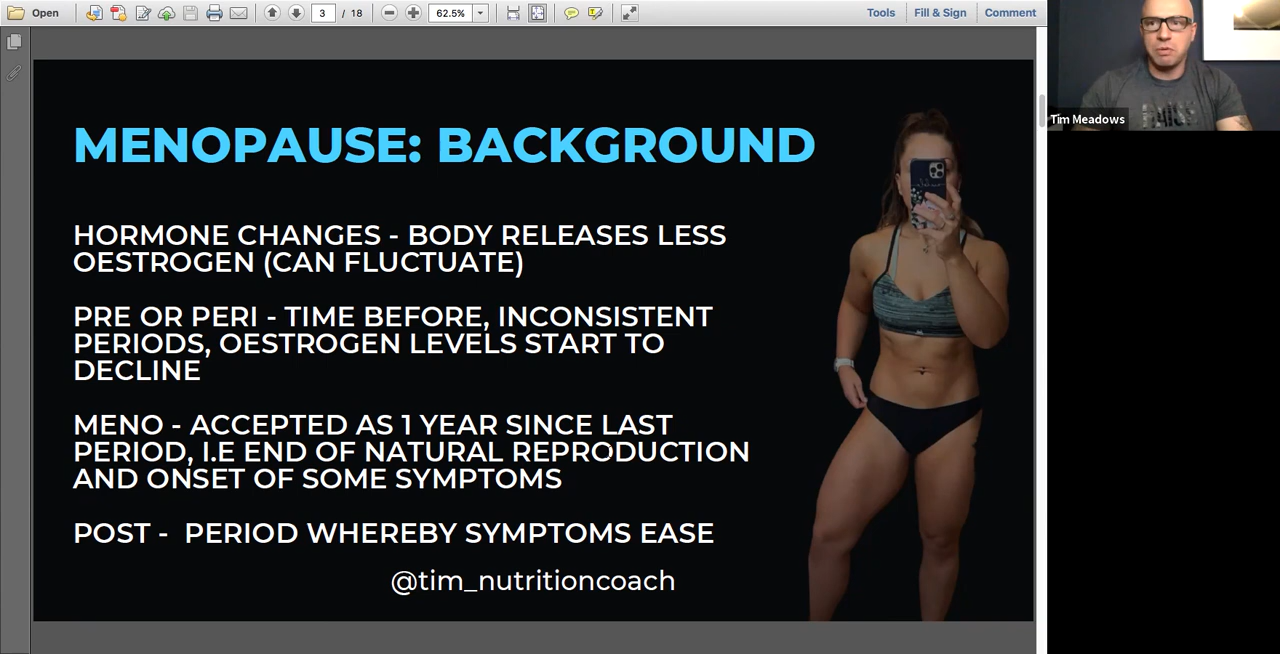 Open
3 / 18
62.5%
Tools
Fill & Sign
Comment
MENOPAUSE: BACKGROUND
HORMONE CHANGES - BODY RELEASES LESS
OESTROGEN (CAN FLUCTUATE)
PRE OR PERI - TIME BEFORE, INCONSISTENT
PERIODS, OESTROGEN LEVELS START TO
DECLINE
MENO - ACCEPTED AS 1 YEAR SINCE LAST
PERIOD, I.E END OF NATURAL REPRODUCTION
AND ONSET OF SOME SYMPTOMS
POST -  PERIOD WHEREBY SYMPTOMS EASE
@tim_nutritioncoach
Tim Meadows